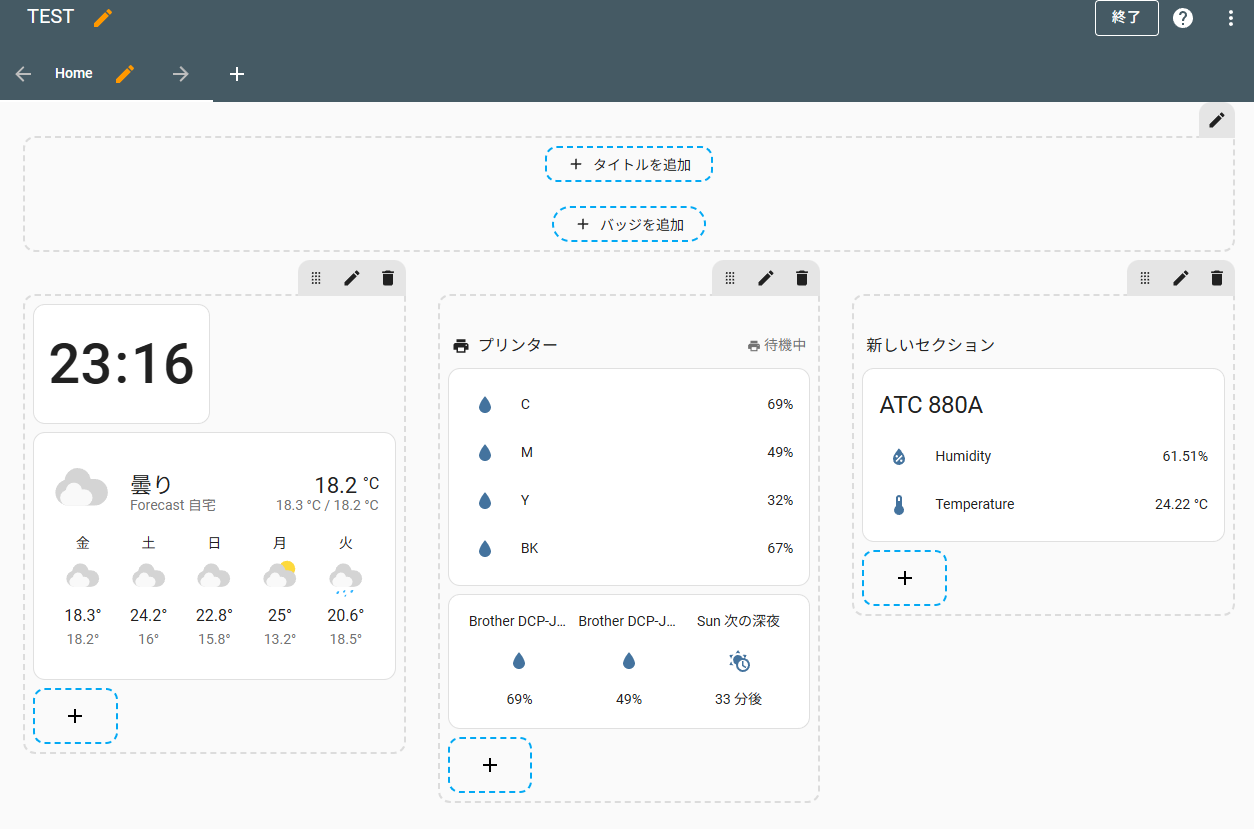 TEST
終了
Home
タイトルを追加
バッジを追加
23:16
曇り
18.2 °C
Forecast 自宅
18.3 °C / 18.2 °C
金 土 日 月 火
18.3° 24.2° 22.8° 25° 20.6°
18.2° 16° 15.8° 13.2° 18.5°
プリンター
待機中
C 69%
M 49%
Y 32%
BK 67%
Brother DCP-J... Brother DCP-J... Sun 次の深夜
69% 49% 33 分後
新しいセクション
ATC 880A
Humidity 61.51%
Temperature 24.22 °C